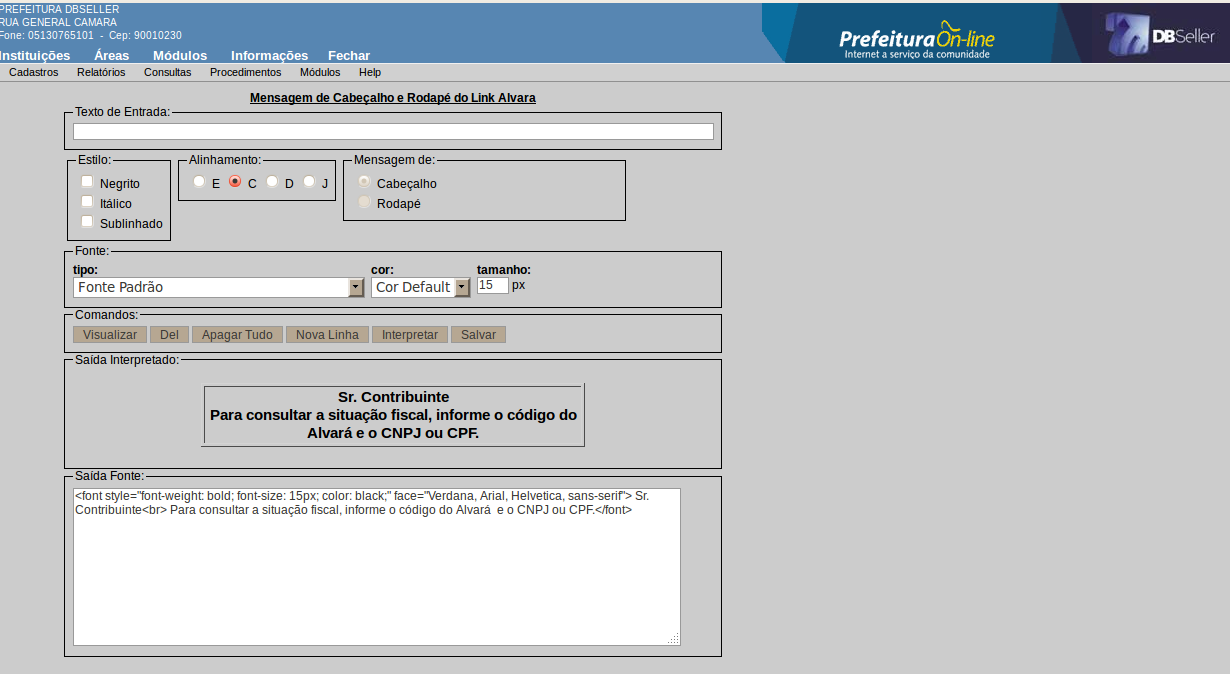 PREFEITURA DBSELLER
RUA GENERAL CAMARA
Fone: 05130765101 - Cep: 90010230
Instituições Áreas Módulos Informações Fechar
PrefeituraOn-line
Internet a serviço da comunidade
DBSeller
Cadastros Relatórios Consultas Procedimentos Módulos Help
Mensagem de Cabeçalho e Rodapé do Link Alvara
Texto de Entrada:
Estilo: Alinhamento: Mensagem de:
Negrito E C D J Cabeçalho
Itálico Rodapé
Sublinhado
Fonte:
tipo: cor: tamanho:
Fonte Padrão Cor Default 15 px
Comandos:
Visualizar Del Apagar Tudo Nova Linha Interpretar Salvar
Saída Interpretado:
Sr. Contribuinte
Para consultar a situação fiscal, informe o código do
Alvará e o CNPJ ou CPF.
Saída Fonte:
<font style="font-weight: bold; font-size: 15px; color: black;" face="Verdana, Arial, Helvetica, sans-serif"> Sr.
Contribuinte<br> Para consultar a situação fiscal, informe o código do Alvará  e o CNPJ ou CPF.</font>